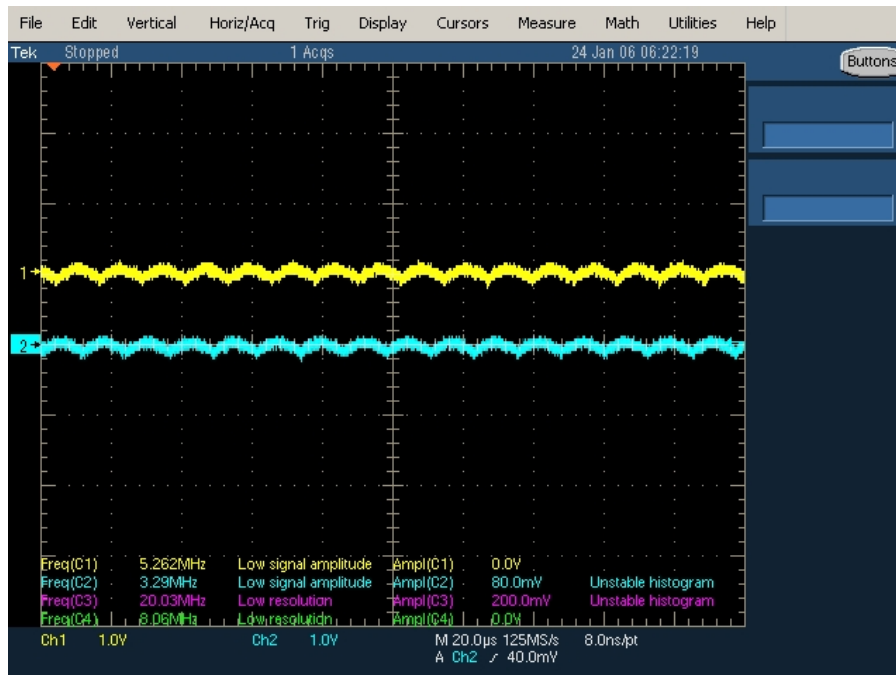 File Edit Vertical Horiz/Acq Trig Display Cursors Measure Math Utilities Help
Tek Stopped 1 Acqs 24 Jan 06 06:22:19
Buttons
1
2
Freq(C1) 5.262MHz Low signal amplitude Ampl(C1) 0.0V
Freq(C2) 3.29MHz Low signal amplitude Ampl(C2) 80.0mV Unstable histogram
Freq(C3) 20.03MHz Low resolution Ampl(C3) 200.0mV Unstable histogram
Freq(C4) 8.06MHz Low resolution Ampl(C4) 0.0V
Ch1 1.0V Ch2 1.0V M 20.0µs 125MS/s 8.0ns/pt
A Ch2 ∕ 40.0mV